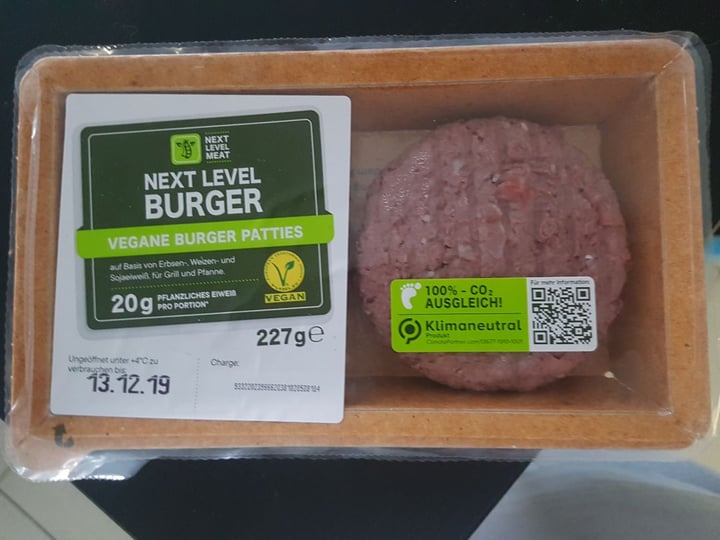 NEXT
LEVEL
MEAT
NEXT LEVEL
BURGER
VEGANE BURGER PATTIES
auf Basis von Erbsen-, Weizen- und
Sojaeiweiß, für Grill und Pfanne.
20g PFLANZLICHES EIWEIß
PRO PORTION*
VEGAN
227g℮
Ungeöffnet unter +4°C zu
verbrauchen bis:
13.12.19
Charge:
100% - CO₂
AUSGLEICH!
Für mehr Information:
Klimaneutral
Produkt